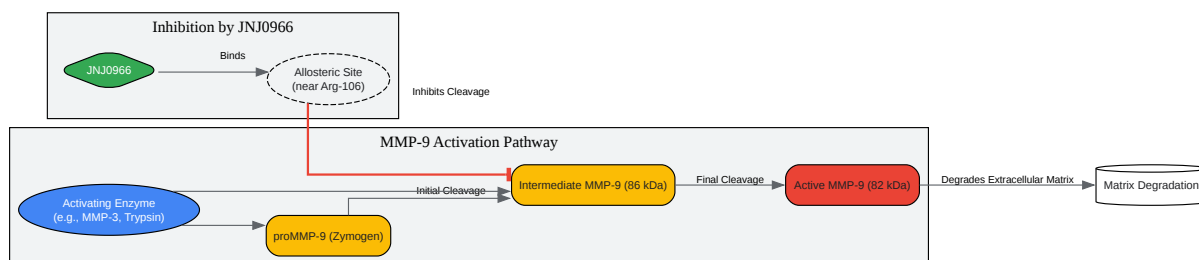 Inhibition by JNJ0966
JNJ0966
Binds
Allosteric Site
(near Arg-106)
Inhibits Cleavage
MMP-9 Activation Pathway
Activating Enzyme
(e.g., MMP-3, Trypsin)
Initial Cleavage
proMMP-9 (Zymogen)
Intermediate MMP-9 (86 kDa)
Final Cleavage
Active MMP-9 (82 kDa)
Degrades Extracellular Matrix
Matrix Degradation